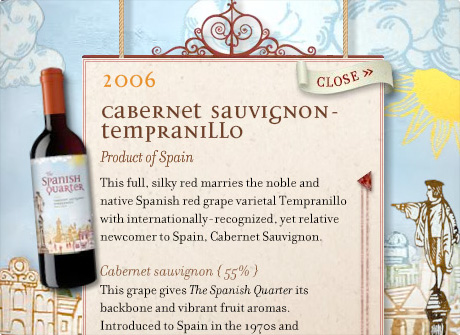 2006
CLOSE »
Cabernet Sauvignon-
Tempranillo
Product of Spain
This full, silky red marries the noble and
native Spanish red grape varietal Tempranillo
with internationally-recognized, yet relative
newcomer to Spain, Cabernet Sauvignon.
Cabernet sauvignon ( 55% )
This grape gives The Spanish Quarter its
backbone and vibrant fruit aromas.
Introduced to Spain in the 1970s and
The
Spanish
Quarter